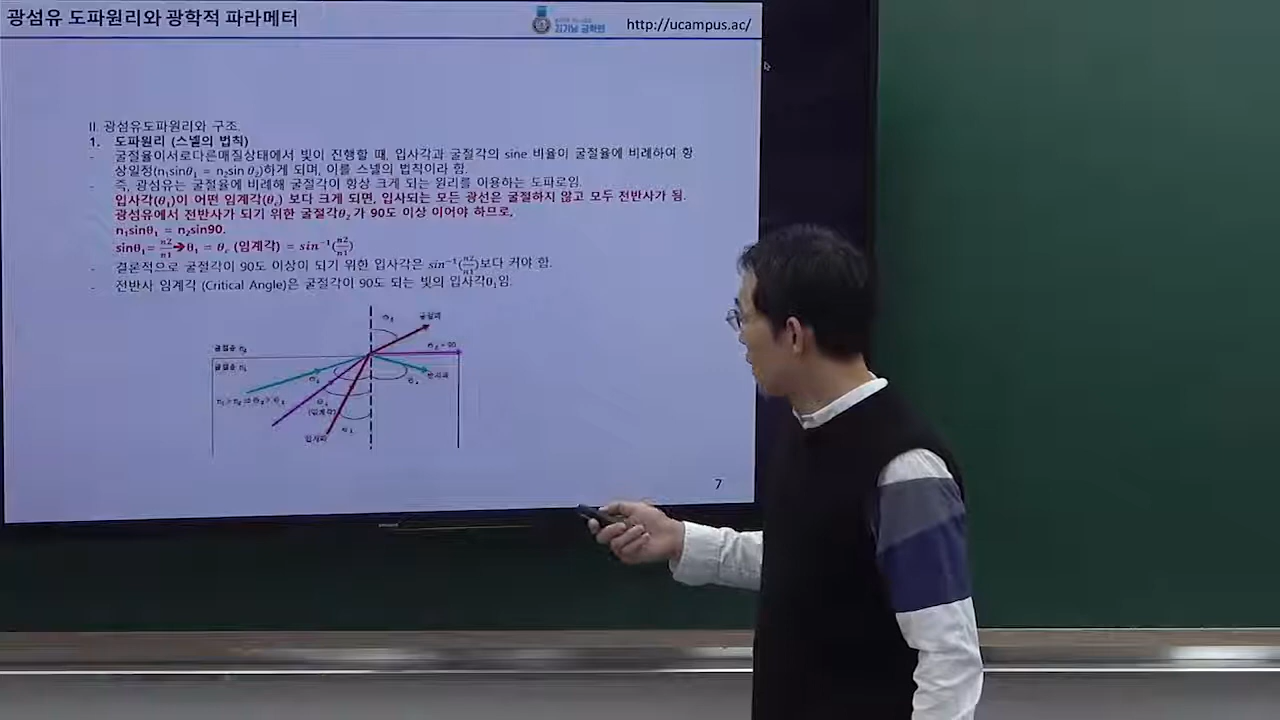 광섬유 도파원리와 광학적 파라메터
김기남 공학원
http://ucampus.ac/
II. 광섬유도파원리와 구조.
1. 도파원리 (스넬의 법칙)
- 굴절율이서로다른매질상태에서 빛이 진행할 때, 입사각과 굴절각의 sine 비율이 굴절율에 비례하여 항
상일정(n₁sinθ₁ = n₂sin θ₂)하게 되며, 이를 스넬의 법칙이라 함.
- 즉, 광섬유는 굴절율에 비례해 굴절각이 항상 크게 되는 원리를 이용하는 도파로임.
입사각(θ₁)이 어떤 임계각(θc) 보다 크게 되면, 입사되는 모든 광선은 굴절하지 않고 모두 전반사가 됨.
광섬유에서 전반사가 되기 위한 굴절각θ₂ 가 90도 이상 이어야 하므로,
n₁sinθ₁ = n₂sin90.
sinθ₁= n2/n1 ➔θ₁ = θc (임계각) = sin⁻¹(n2/n1)
- 결론적으로 굴절각이 90도 이상이 되기 위한 입사각은 sin⁻¹(n2/n1)보다 커야 함.
- 전반사 임계각 (Critical Angle)은 굴절각이 90도 되는 빛의 입사각θ₁임.
굴절파
굴절율 n₂
굴절율 n₁
반사파
(임계각)
입사파
7